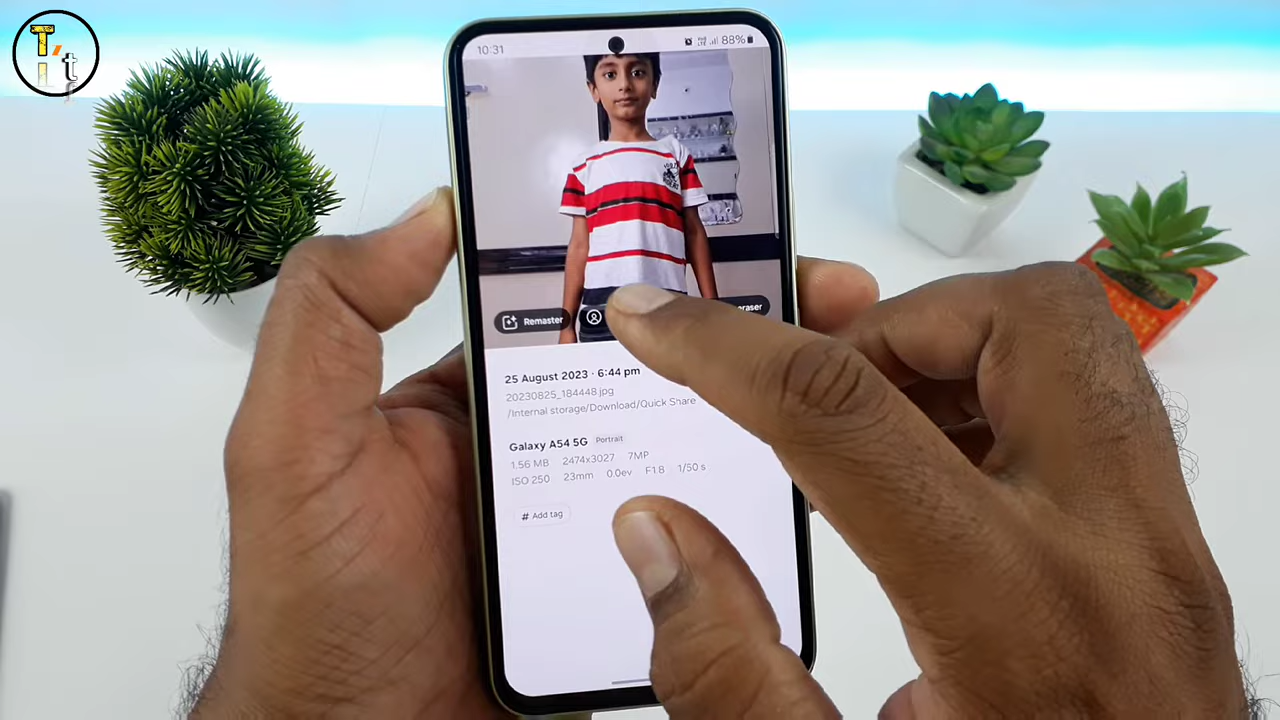 T't
10:31
88%
Remaster
eraser
25 August 2023 · 6:44 pm
20230825_184448.jpg
/Internal storage/Download/Quick Share
Galaxy A54 5G Portrait
1.56 MB 2474x3027 7MP
ISO 250 23mm 0.0ev F1.8 1/50 s
# Add tag